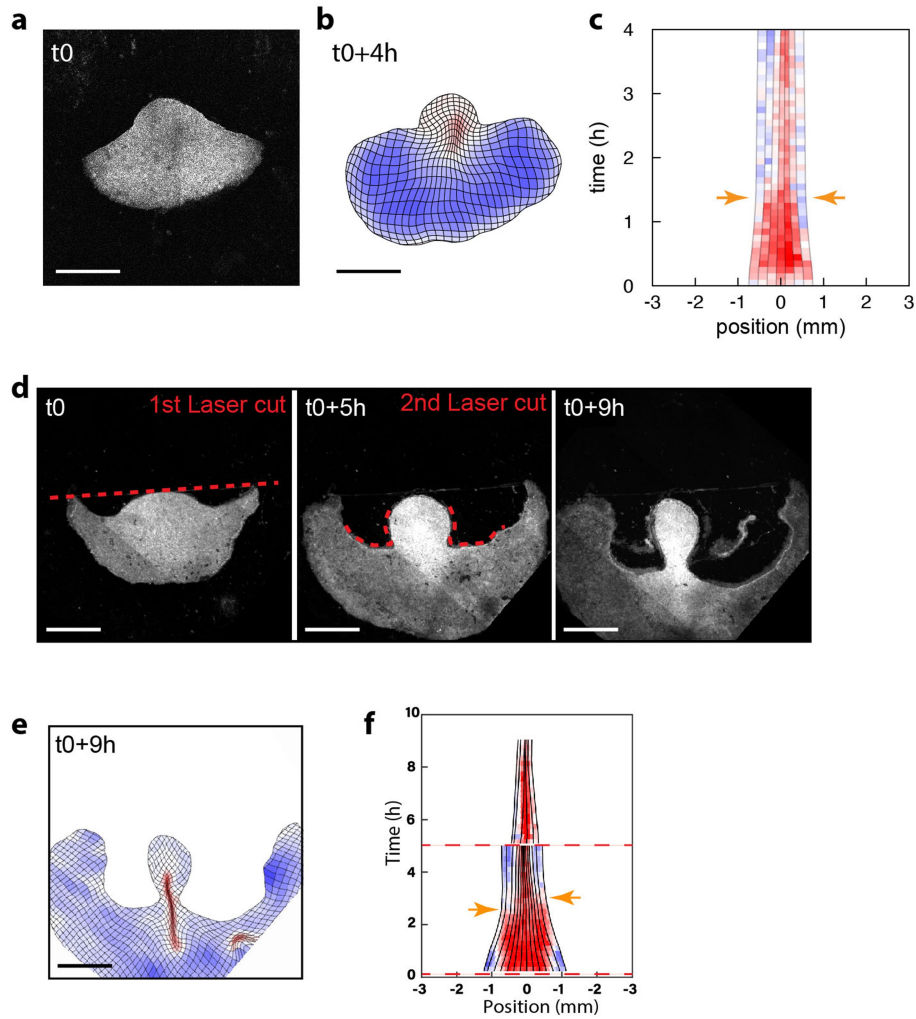 a
t0
b
t0+4h
c
4
3
2
1
0
time (h)
-3 -2 -1 0 1 2 3
position (mm)
d
t0
1st Laser cut
t0+5h
2nd Laser cut
t0+9h
e
t0+9h
f
10
8
6
4
2
0
Time (h)
-3 -2 -1 0 -1 -2 -3
Position (mm)